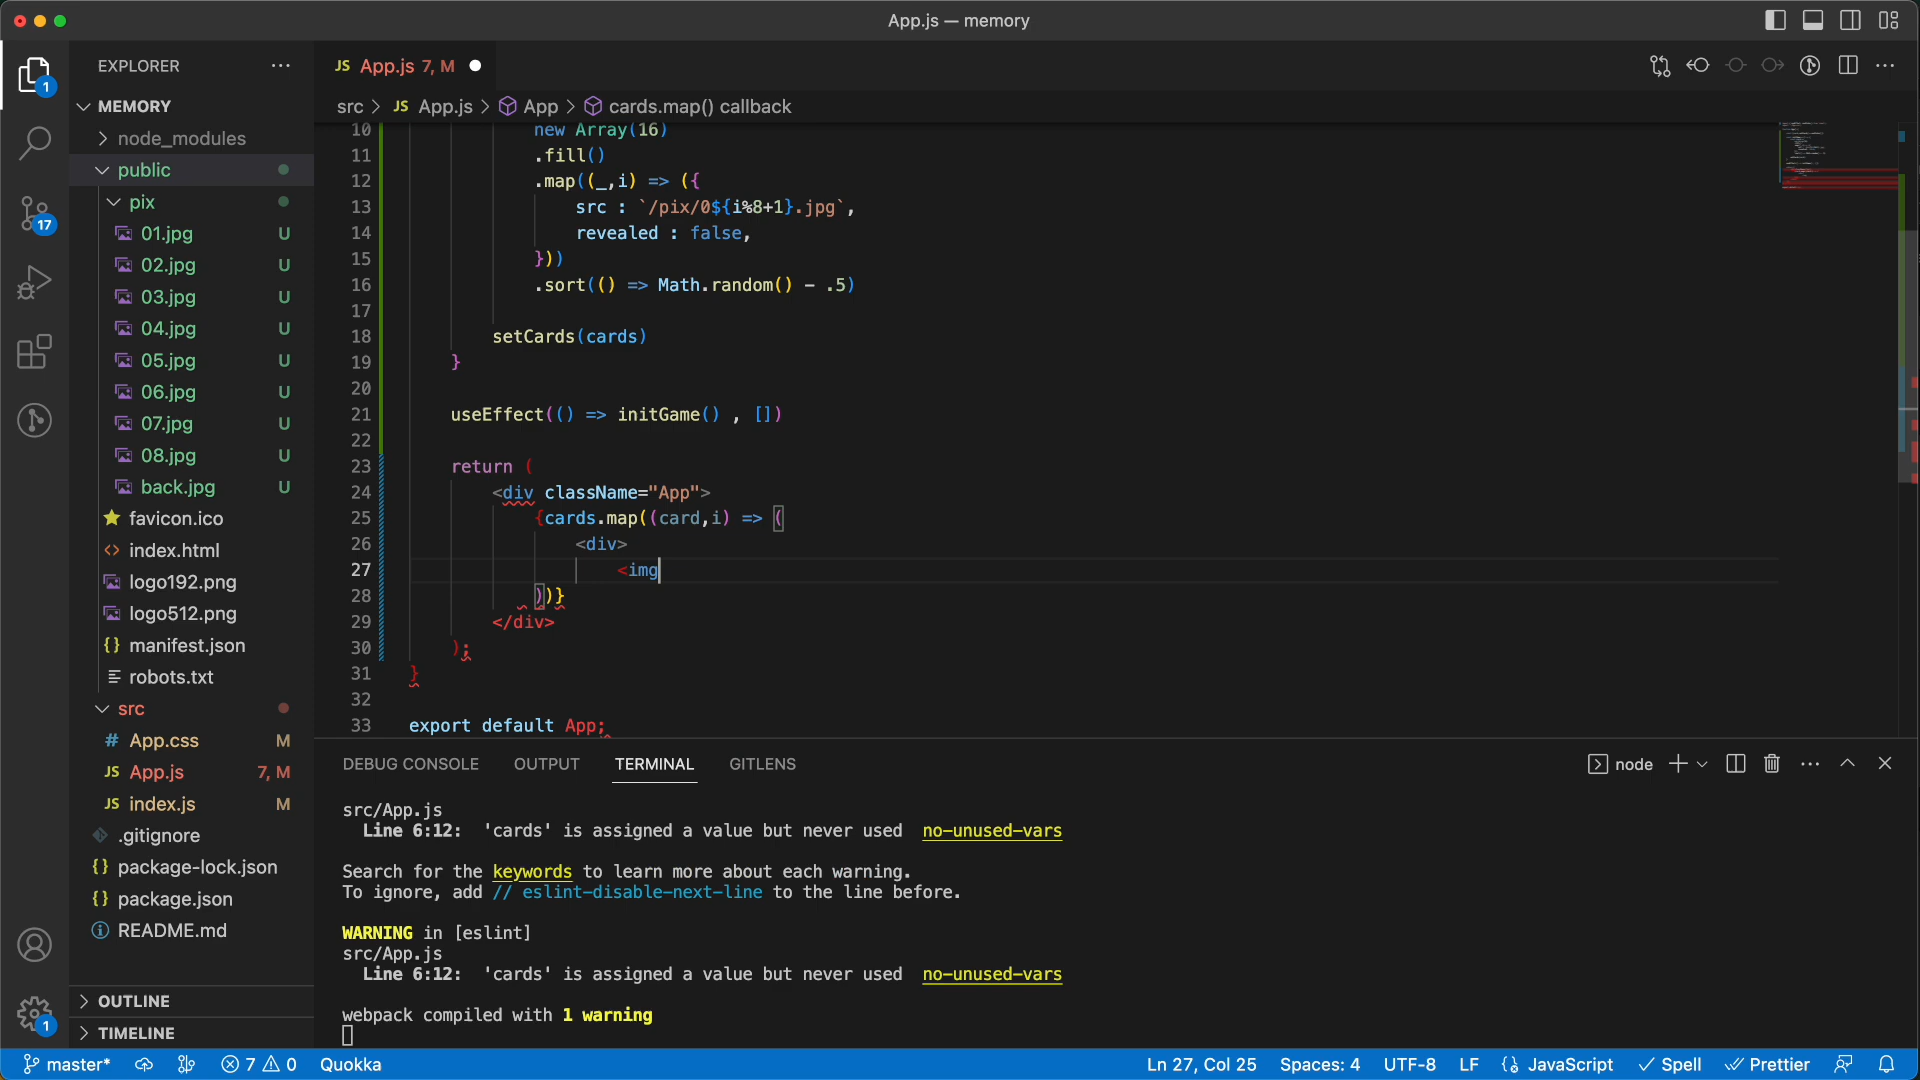 App.js — memory
EXPLORER
JS App.js 7, M
MEMORY
src > JS App.js > App > cards.map() callback
node_modules
public
pix
01.jpg U
02.jpg U
03.jpg U
04.jpg U
05.jpg U
06.jpg U
07.jpg U
08.jpg U
back.jpg U
favicon.ico
index.html
logo192.png
logo512.png
manifest.json
robots.txt
src
# App.css M
JS App.js 7, M
JS index.js M
.gitignore
{} package-lock.json
{} package.json
README.md
OUTLINE
TIMELINE
1
17
1
10 new Array(16)
11 .fill()
12 .map((_,i) => ({
13 src : `/pix/0${i%8+1}.jpg`,
14 revealed : false,
15 }))
16 .sort(() => Math.random() - .5)
17
18 setCards(cards)
19 }
20
21 useEffect(() => initGame() , [])
22
23 return (
24 <div className="App">
25 {cards.map((card,i) => (
26 <div>
27 <img
28 ))}
29 </div>
30 );
31 }
32
33 export default App;
DEBUG CONSOLE OUTPUT TERMINAL GITLENS
node
src/App.js
Line 6:12: 'cards' is assigned a value but never used no-unused-vars
Search for the keywords to learn more about each warning.
To ignore, add // eslint-disable-next-line to the line before.
WARNING in [eslint]
src/App.js
Line 6:12: 'cards' is assigned a value but never used no-unused-vars
webpack compiled with 1 warning
master* 7 0 Quokka Ln 27, Col 25 Spaces: 4 UTF-8 LF JavaScript Spell Prettier